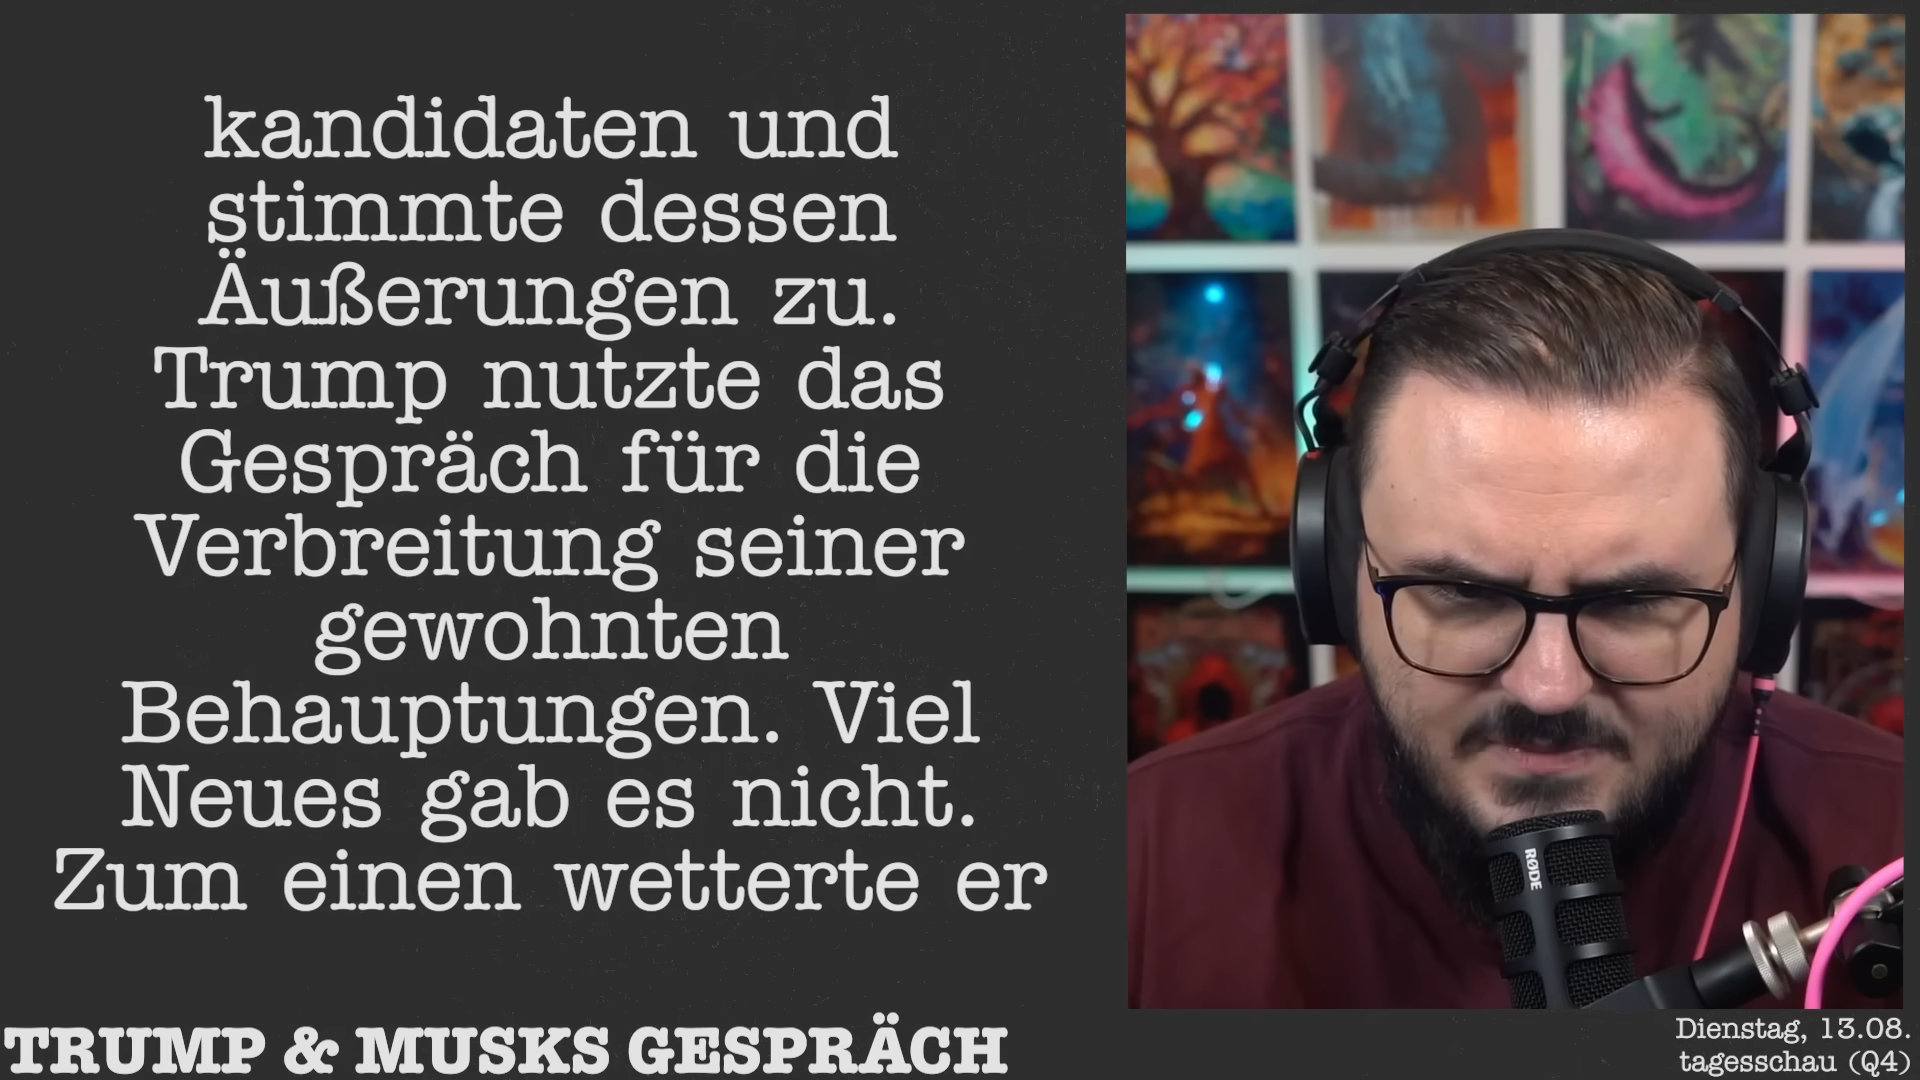 kandidaten und
stimmte dessen
Äußerungen zu.
Trump nutzte das
Gespräch für die
Verbreitung seiner
gewohnten
Behauptungen. Viel
Neues gab es nicht.
Zum einen wetterte er
TRUMP & MUSKS GESPRÄCH
RØDE
Dienstag, 13.08.
tagesschau (Q4)